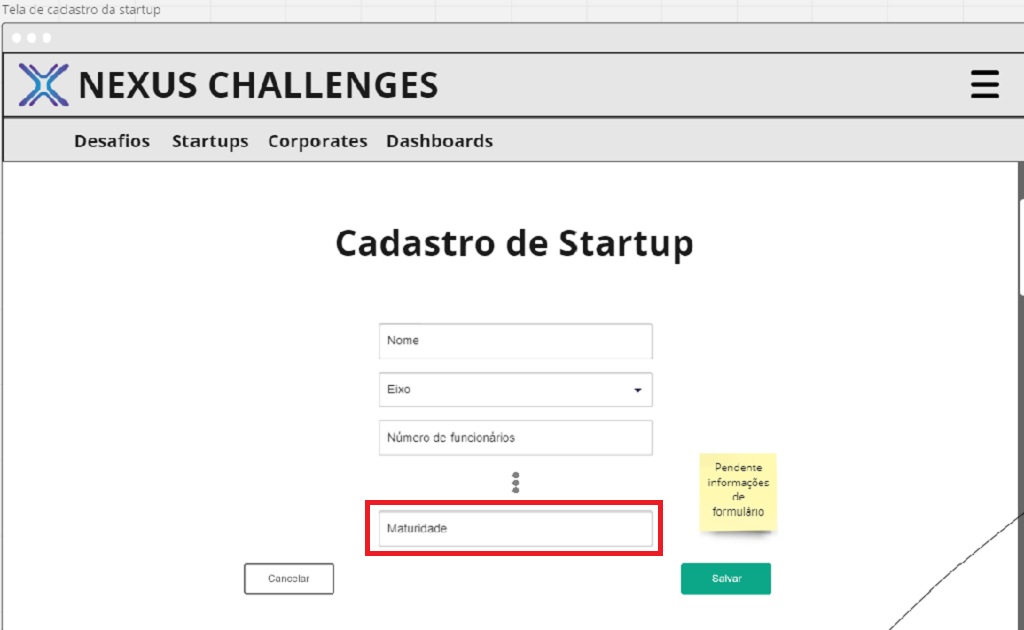 Tela de cadastro da startup
NEXUS CHALLENGES
Desafios Startups Corporates Dashboards
Cadastro de Startup
Nome
Eixo
Número de funcionários
Pendente
informações
de
formulário
Maturidade
Cancelar
Salvar